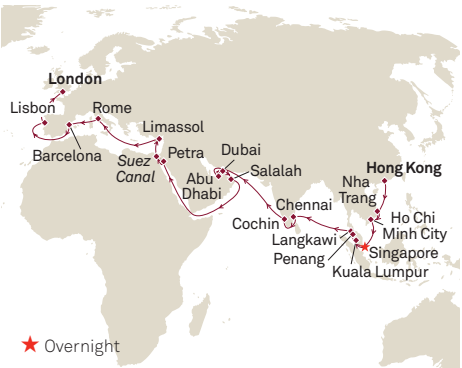 London
Lisbon
Rome
Limassol
Barcelona
Suez
Canal
Petra
Dubai
Abu
Dhabi
Salalah
Hong Kong
Nha
Trang
Chennai
Ho Chi
Minh City
Cochin
Langkawi
Singapore
Penang
Kuala Lumpur
Overnight